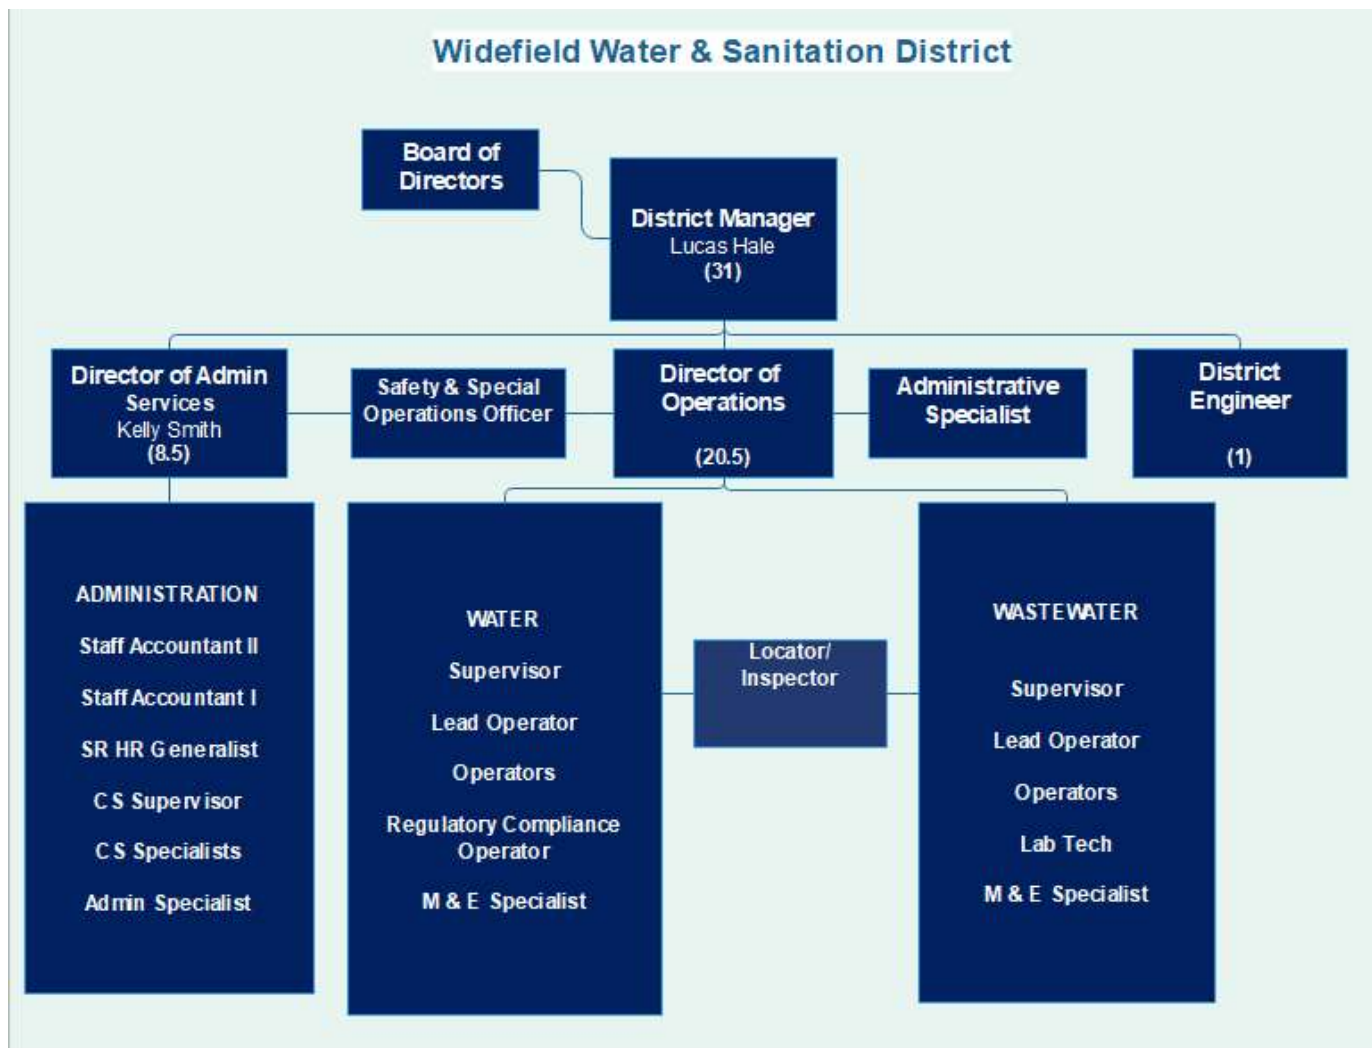 Widefield Water & Sanitation District
Board of
Directors
District Manager
Lucas Hale
(31)
Director of Admin
Services
Kelly Smith
(8.5)
Safety & Special
Operations Officer
Director of
Operations
(20.5)
Administrative
Specialist
District
Engineer
(1)
ADMINISTRATION
Staff Accountant II
Staff Accountant I
SR HR Generalist
CS Supervisor
CS Specialists
Admin Specialist
WATER
Supervisor
Lead Operator
Operators
Regulatory Compliance
Operator
M & E Specialist
Locator/
Inspector
WASTEWATER
Supervisor
Lead Operator
Operators
Lab Tech
M & E Specialist